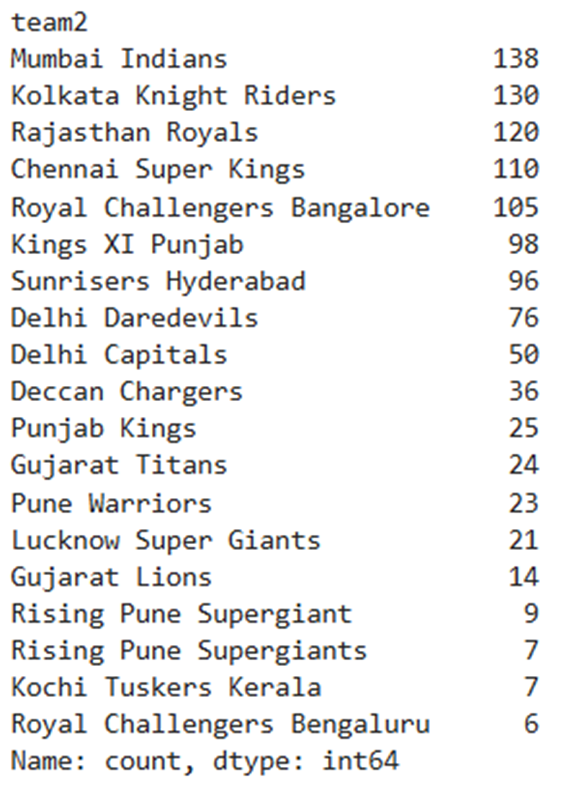 team2
Mumbai Indians 138
Kolkata Knight Riders 130
Rajasthan Royals 120
Chennai Super Kings 110
Royal Challengers Bangalore 105
Kings XI Punjab 98
Sunrisers Hyderabad 96
Delhi Daredevils 76
Delhi Capitals 50
Deccan Chargers 36
Punjab Kings 25
Gujarat Titans 24
Pune Warriors 23
Lucknow Super Giants 21
Gujarat Lions 14
Rising Pune Supergiant 9
Rising Pune Supergiants 7
Kochi Tuskers Kerala 7
Royal Challengers Bengaluru 6
Name: count, dtype: int64